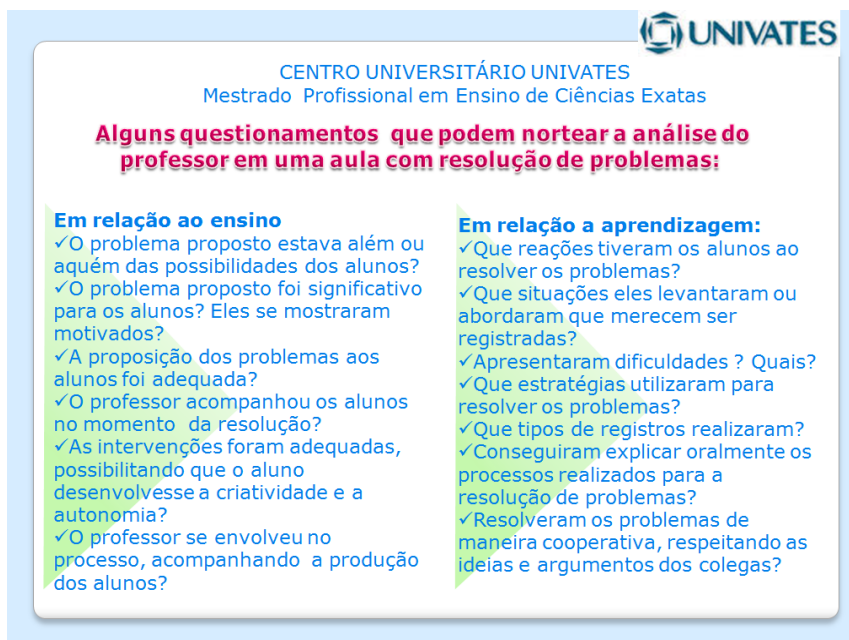 UNIVATES
CENTRO UNIVERSITÁRIO UNIVATES
Mestrado Profissional em Ensino de Ciências Exatas
Alguns questionamentos que podem nortear a análise do
professor em uma aula com resolução de problemas:
Em relação ao ensino
✓O problema proposto estava além ou
aquém das possibilidades dos alunos?
✓O problema proposto foi significativo
para os alunos? Eles se mostraram
motivados?
✓A proposição dos problemas aos
alunos foi adequada?
✓O professor acompanhou os alunos
no momento da resolução?
✓As intervenções foram adequadas,
possibilitando que o aluno
desenvolvesse a criatividade e a
autonomia?
✓O professor se envolveu no
processo, acompanhando a produção
dos alunos?
Em relação a aprendizagem:
✓Que reações tiveram os alunos ao
resolver os problemas?
✓Que situações eles levantaram ou
abordaram que merecem ser
registradas?
✓Apresentaram dificuldades ? Quais?
✓Que estratégias utilizaram para
resolver os problemas?
✓Que tipos de registros realizaram?
✓Conseguiram explicar oralmente os
processos realizados para a
resolução de problemas?
✓Resolveram os problemas de
maneira cooperativa, respeitando as
ideias e argumentos dos colegas?